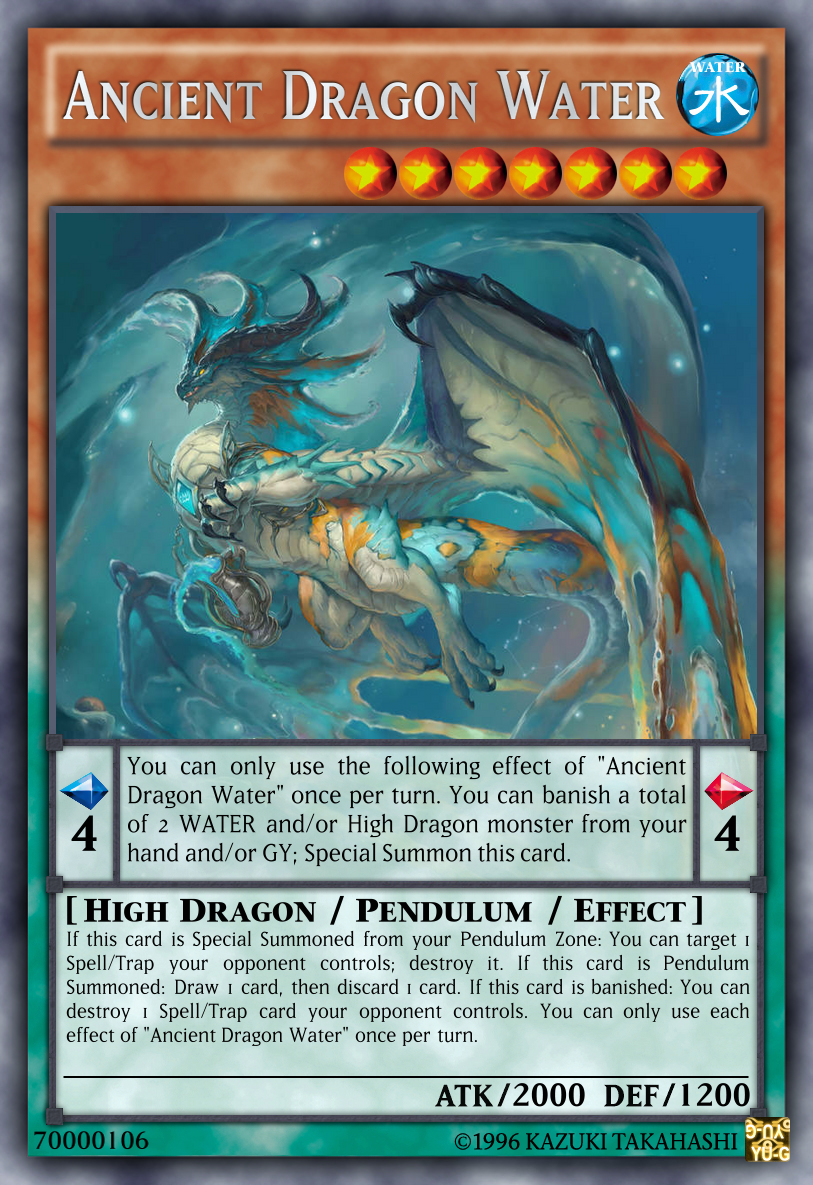 ANCIENT DRAGON WATER
WATER
水
You can only use the following effect of "Ancient
Dragon Water" once per turn. You can banish a total
of 2 WATER and/or High Dragon monster from your
hand and/or GY; Special Summon this card.
4
4
[ HIGH DRAGON / PENDULUM / EFFECT ]
If this card is Special Summoned from your Pendulum Zone: You can target 1
Spell/Trap your opponent controls; destroy it. If this card is Pendulum
Summoned: Draw 1 card, then discard 1 card. If this card is banished: You can
destroy 1 Spell/Trap card your opponent controls. You can only use each
effect of "Ancient Dragon Water" once per turn.
ATK/2000 DEF/1200
70000106
©1996 KAZUKI TAKAHASHI